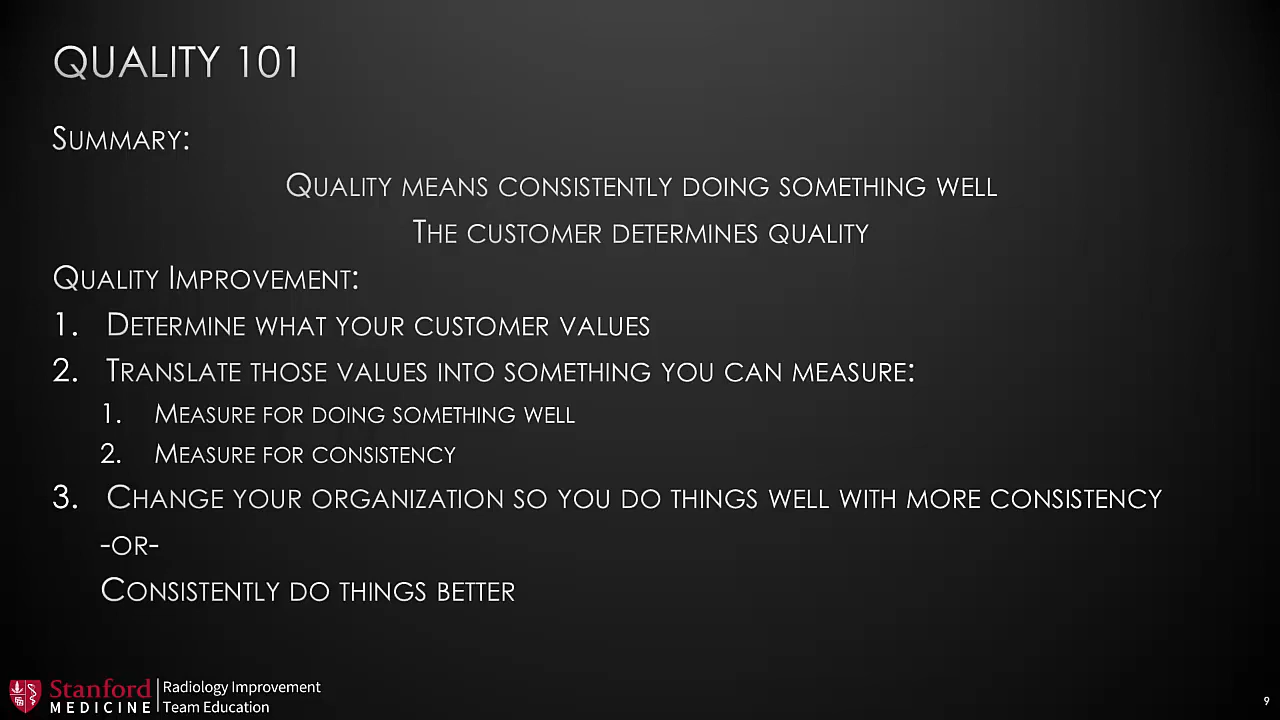 QUALITY 101
SUMMARY:
QUALITY MEANS CONSISTENTLY DOING SOMETHING WELL
THE CUSTOMER DETERMINES QUALITY
QUALITY IMPROVEMENT:
1. DETERMINE WHAT YOUR CUSTOMER VALUES
2. TRANSLATE THOSE VALUES INTO SOMETHING YOU CAN MEASURE:
1. MEASURE FOR DOING SOMETHING WELL
2. MEASURE FOR CONSISTENCY
3. CHANGE YOUR ORGANIZATION SO YOU DO THINGS WELL WITH MORE CONSISTENCY
-OR-
CONSISTENTLY DO THINGS BETTER
Stanford
MEDICINE
Radiology Improvement
Team Education
9